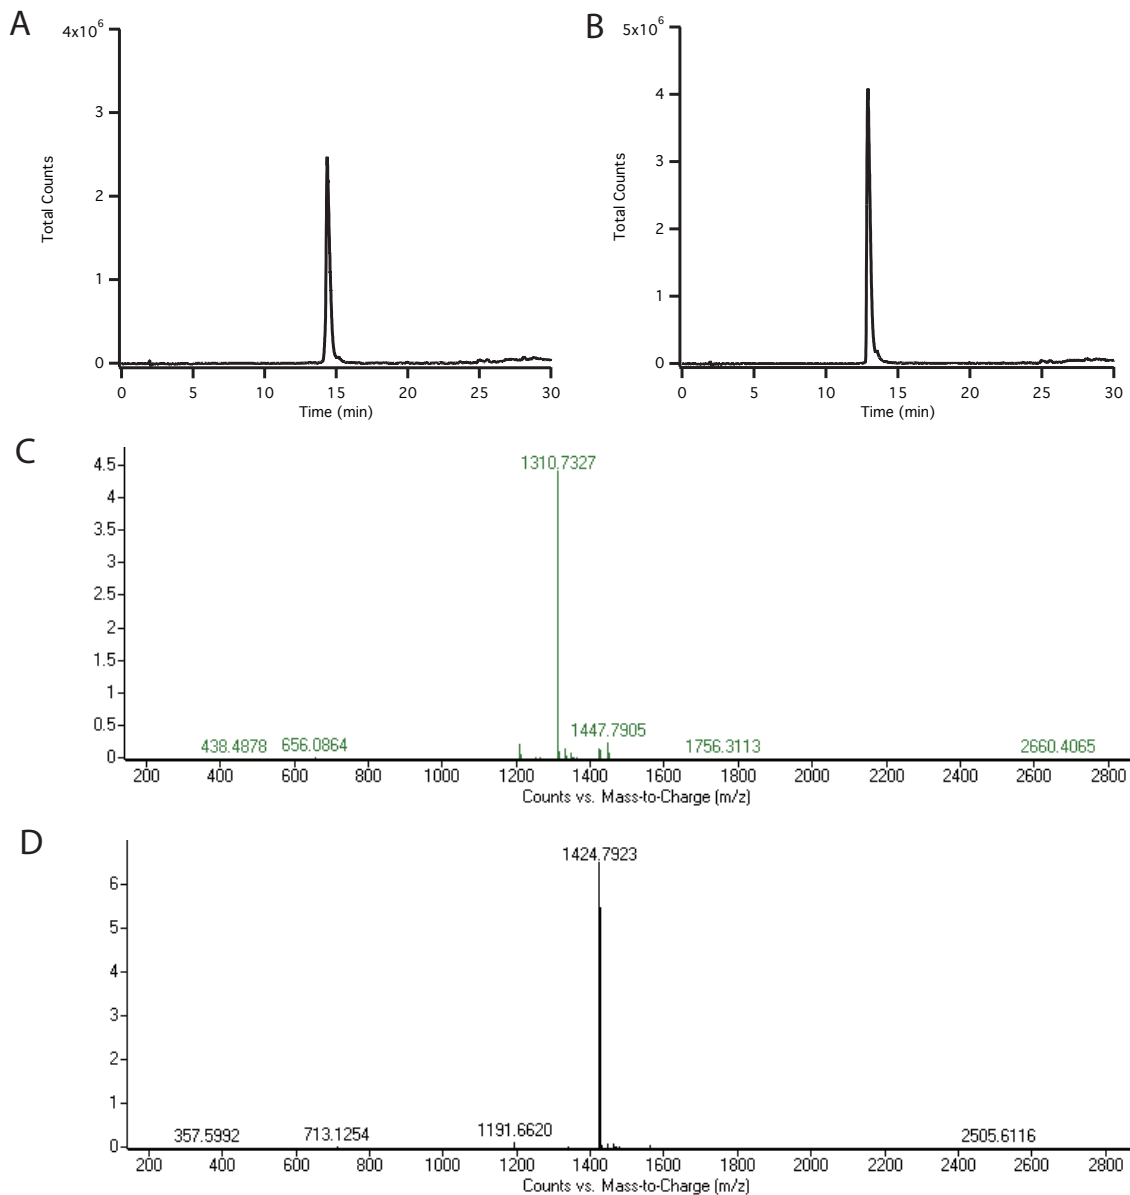 A
B
4x10⁶
3
2
1
0
Total Counts
0 5 10 15 20 25 30
Time (min)
5x10⁶
4
3
2
1
0
Total Counts
0 5 10 15 20 25 30
Time (min)
C
4.5
4
3.5
3
2.5
2
1.5
1
0.5
0
1310.7327
1447.7905
438.4878 656.0864 1756.3113 2660.4065
200 400 600 800 1000 1200 1400 1600 1800 2000 2200 2400 2600 2800
Counts vs. Mass-to-Charge (m/z)
D
6
5
4
3
2
1
0
1424.7923
357.5992 713.1254 1191.6620 2505.6116
200 400 600 800 1000 1200 1400 1600 1800 2000 2200 2400 2600 2800
Counts vs. Mass-to-Charge (m/z)